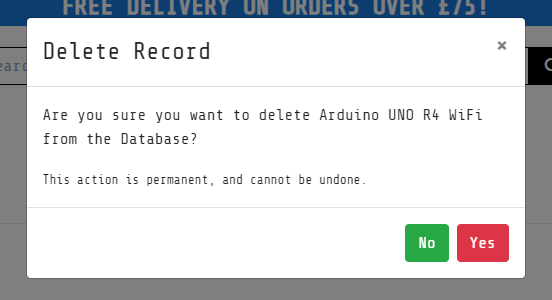 FREE DELIVERY ON ORDERS OVER £75!
Delete Record
×
Are you sure you want to delete Arduino UNO R4 WiFi
from the Database?
This action is permanent, and cannot be undone.
No
Yes